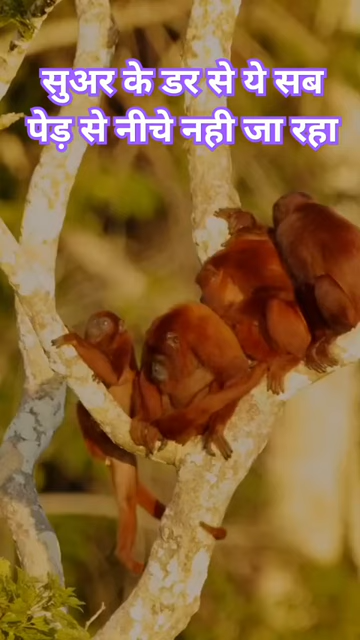 सुअर के डर से ये सब
पेड़ से नीचे नही जा रहा